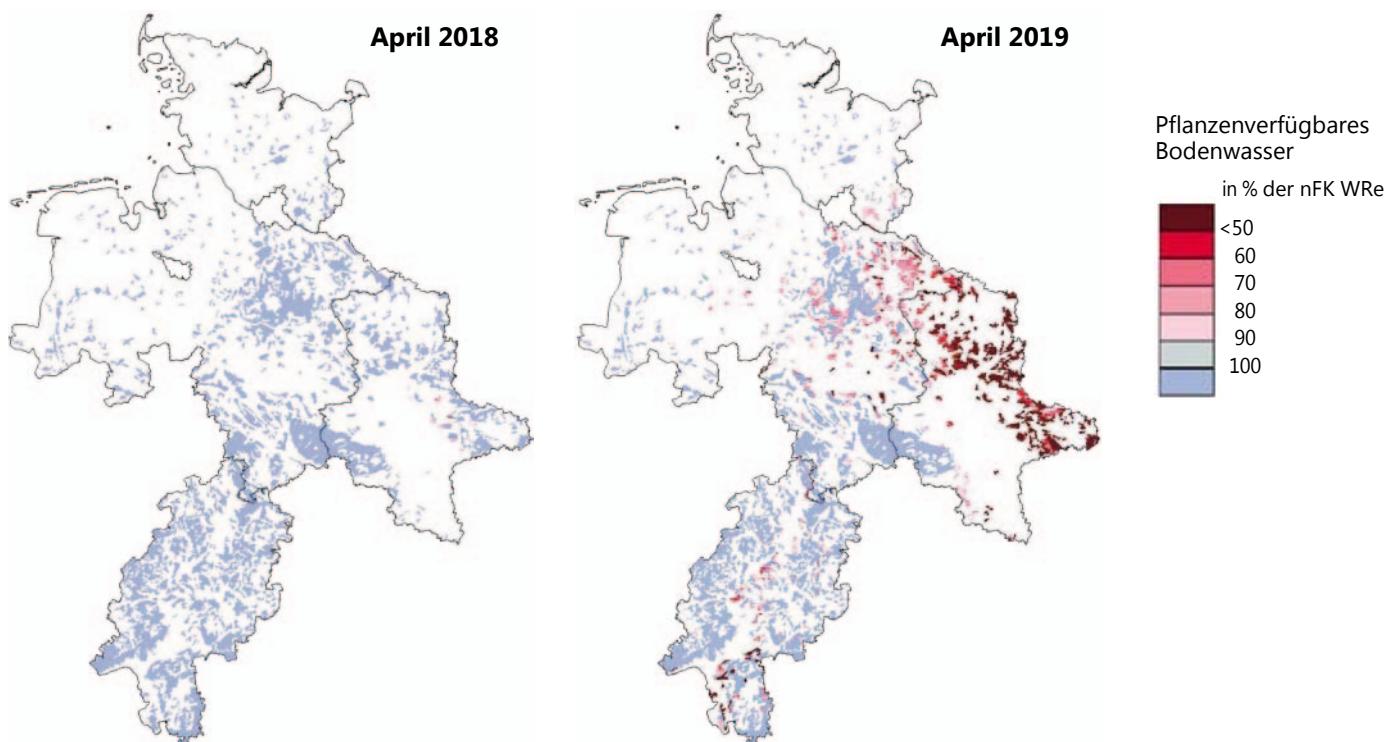 April 2018
April 2019
Pflanzenverfügbares
Bodenwasser
in % der nFK WRe
<50
60
70
80
90
100